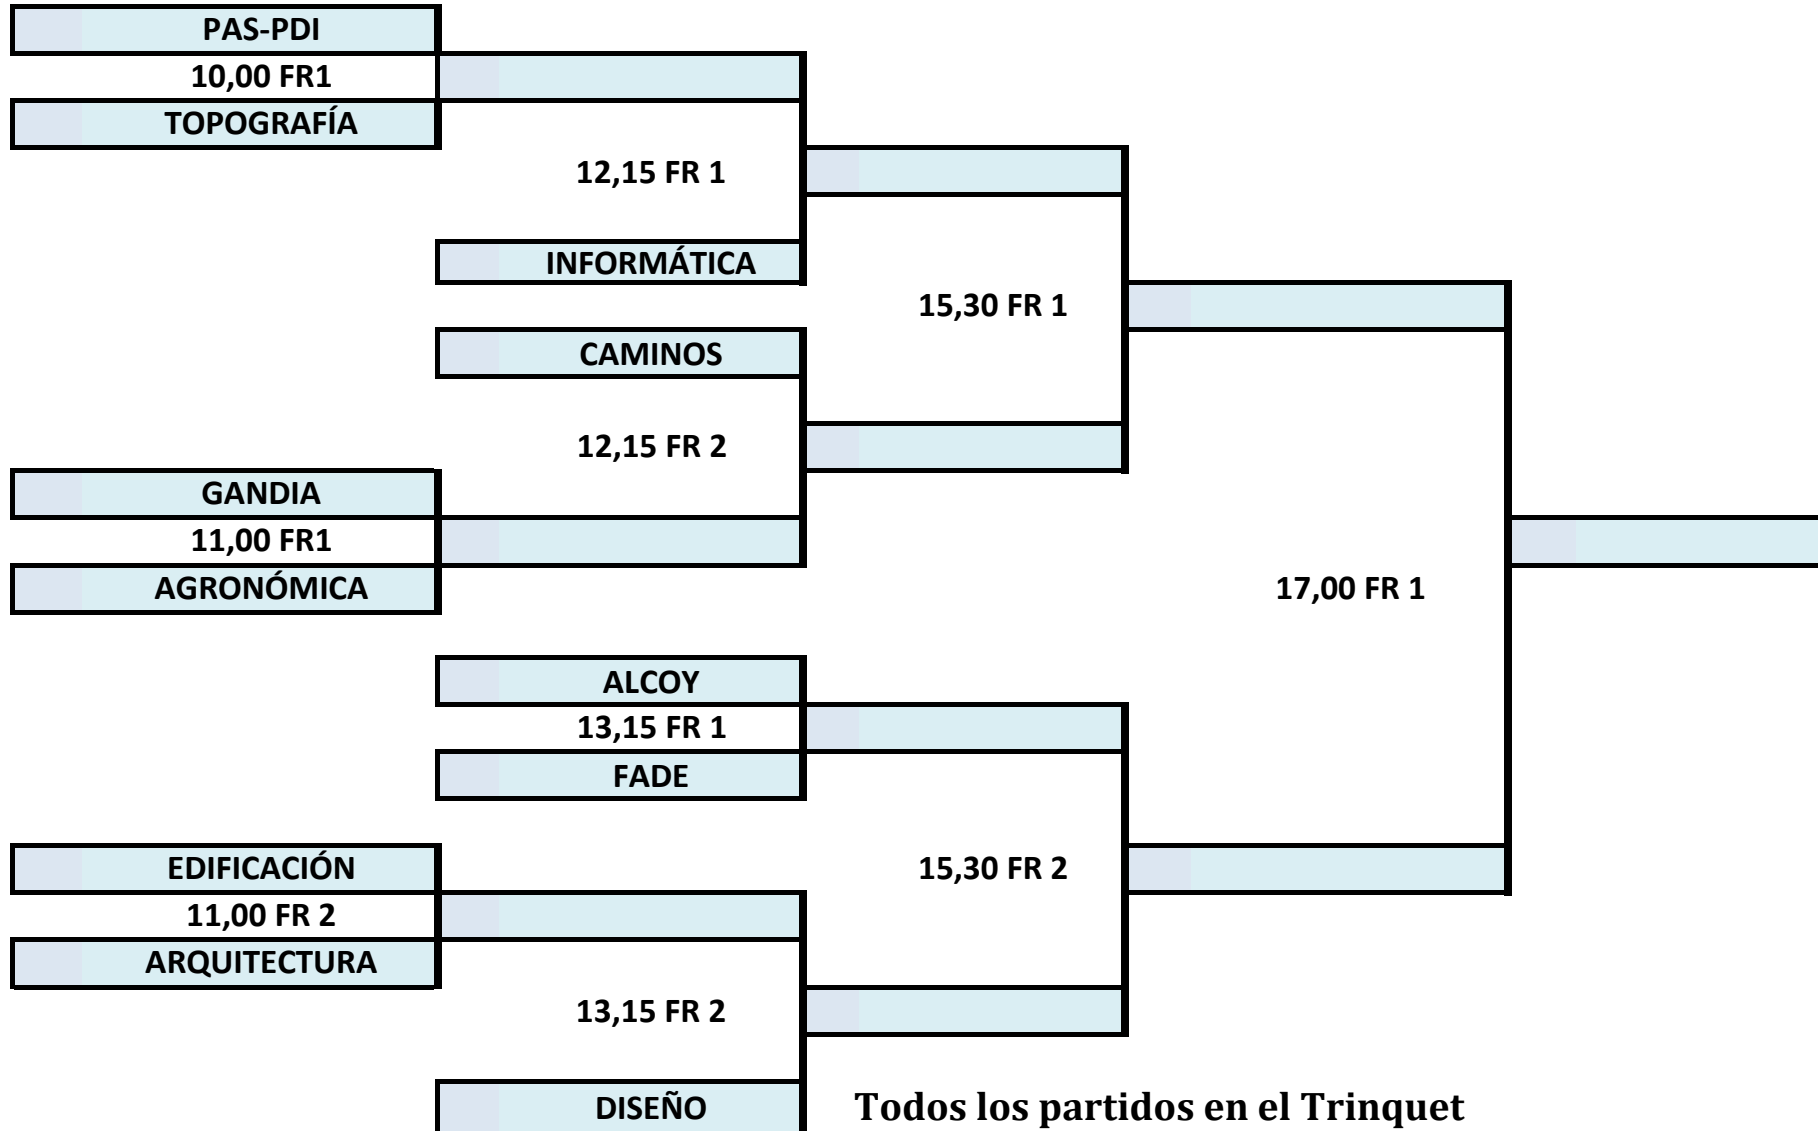 PAS-PDI
10,00 FR1
TOPOGRAFÍA
12,15 FR 1
INFORMÁTICA
15,30 FR 1
CAMINOS
12,15 FR 2
GANDIA
11,00 FR1
AGRONÓMICA
17,00 FR 1
ALCOY
13,15 FR 1
FADE
EDIFICACIÓN
15,30 FR 2
11,00 FR 2
ARQUITECTURA
13,15 FR 2
DISEÑO
Todos los partidos en el Trinquet